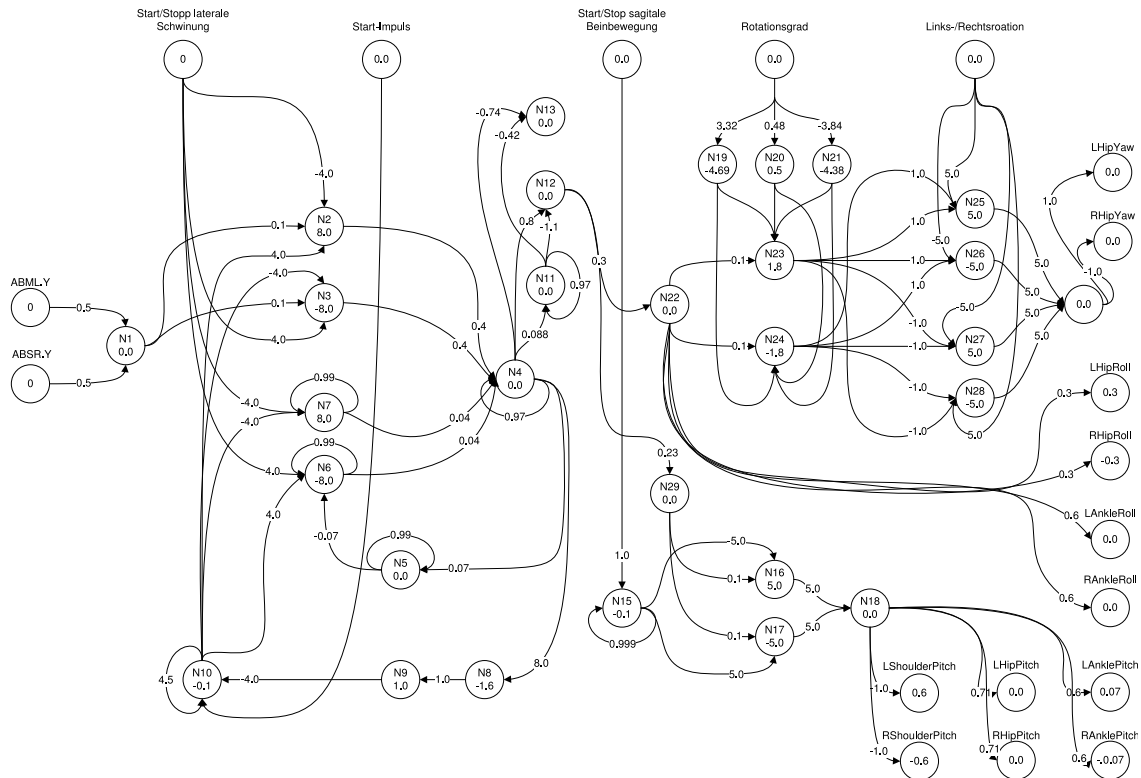 Start/Stopp laterale
Schwinung
Start-Impuls
Start/Stop sagitale
Beinbewegung
Rotationsgrad
Links-/Rechtsroation
0
0.0
0.0
0.0
0.0
-0.74
N13
0.0
-0.42
3.32
0.48
-3.84
N19
-4.69
N20
0.5
N21
-4.38
LHipYaw
0.0
-4.0
N12
0.0
1.0
5.0
N25
5.0
1.0
RHipYaw
0.0
0.1
N2
8.0
0.8
-1.1
1.0
-5.0
4.0
0.3
0.1
N23
1.8
1.0
N26
-5.0
5.0
-1.0
ABML.Y
0
0.5
-4.0
N3
-8.0
0.1
N11
0.0
0.97
1.0
5.0
0.0
N22
0.0
5.0
N1
0.0
4.0
0.4
0.4
0.088
-1.0
0.1
N24
-1.8
-1.0
N27
5.0
5.0
ABSR.Y
0
0.5
N4
0.0
0.97
LHipRoll
0.3
0.3
0.99
-4.0
-4.0
N7
8.0
0.04
-1.0
N28
-5.0
-1.0
5.0
0.99
0.04
4.0
N6
-8.0
0.23
RHipRoll
-0.3
0.3
N29
0.0
4.0
0.6
LAnkleRoll
0.0
-0.07
0.99
N5
0.0
0.07
1.0
-5.0
N16
5.0
0.1
5.0
RAnkleRoll
0.0
0.6
N15
-0.1
0.999
0.1
N17
-5.0
5.0
5.0
N18
0.0
N10
-0.1
4.5
-4.0
N9
1.0
1.0
N8
-1.6
8.0
LShoulderPitch
-1.0
0.6
LHipPitch
0.71
0.0
LAnklePitch
0.6
0.07
RShoulderPitch
-1.0
-0.6
RHipPitch
0.71
0.0
RAnklePitch
0.6
-0.07